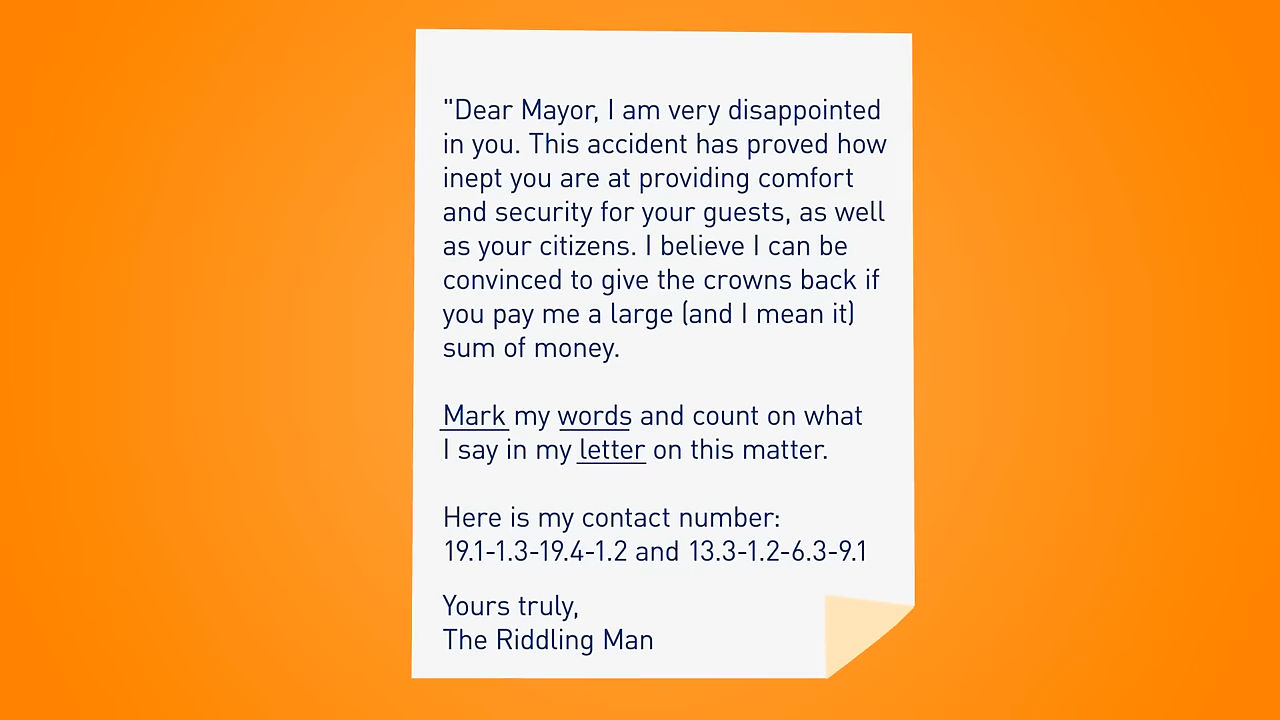 "Dear Mayor, I am very disappointed
in you. This accident has proved how
inept you are at providing comfort
and security for your guests, as well
as your citizens. I believe I can be
convinced to give the crowns back if
you pay me a large (and I mean it)
sum of money.
Mark my words and count on what
I say in my letter on this matter.
Here is my contact number:
19.1-1.3-19.4-1.2 and 13.3-1.2-6.3-9.1
Yours truly,
The Riddling Man